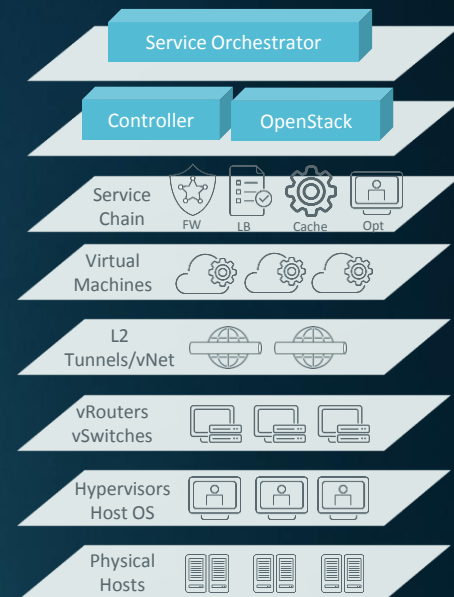 Service Orchestrator
Controller
OpenStack
Service
Chain
FW
LB
Cache
Opt
Virtual
Machines
L2
Tunnels/vNet
vRouters
vSwitches
Hypervisors
Host OS
Physical
Hosts